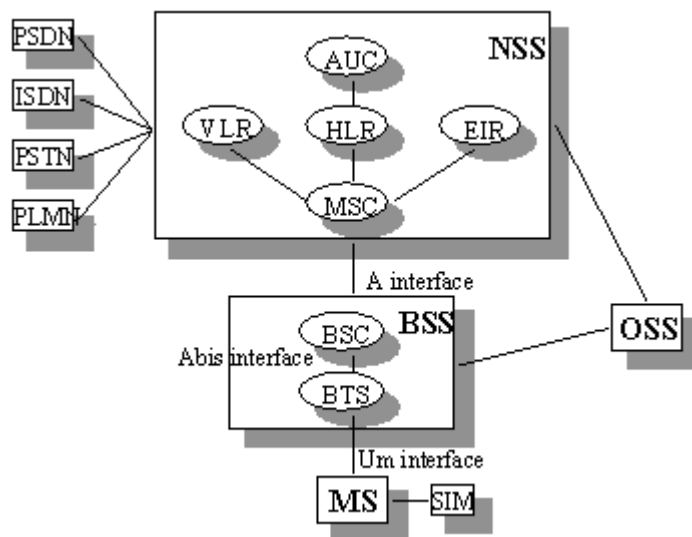 PSDN
ISDN
PSTN
PLMN
NSS
AUC
VLR
HLR
EIR
MSC
A interface
BSS
BSC
Abis interface
BTS
OSS
Um interface
MS
SIM